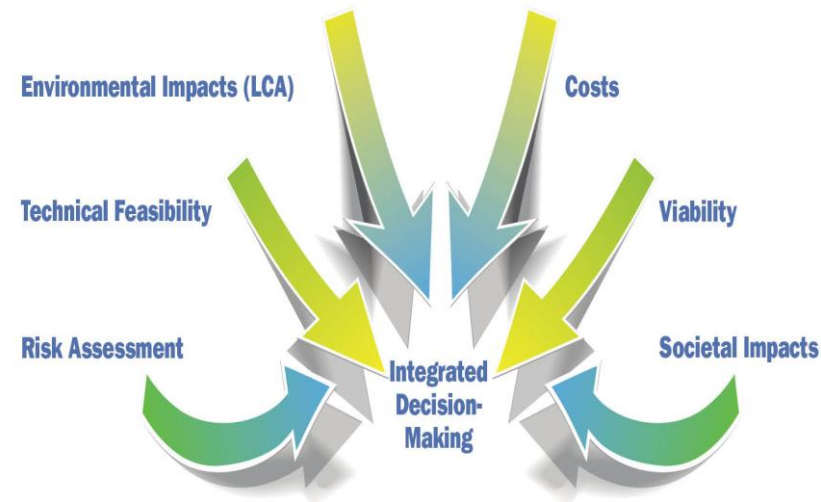 Environmental Impacts (LCA)
Costs
Technical Feasibility
Viability
Risk Assessment
Societal Impacts
Integrated
Decision-
Making